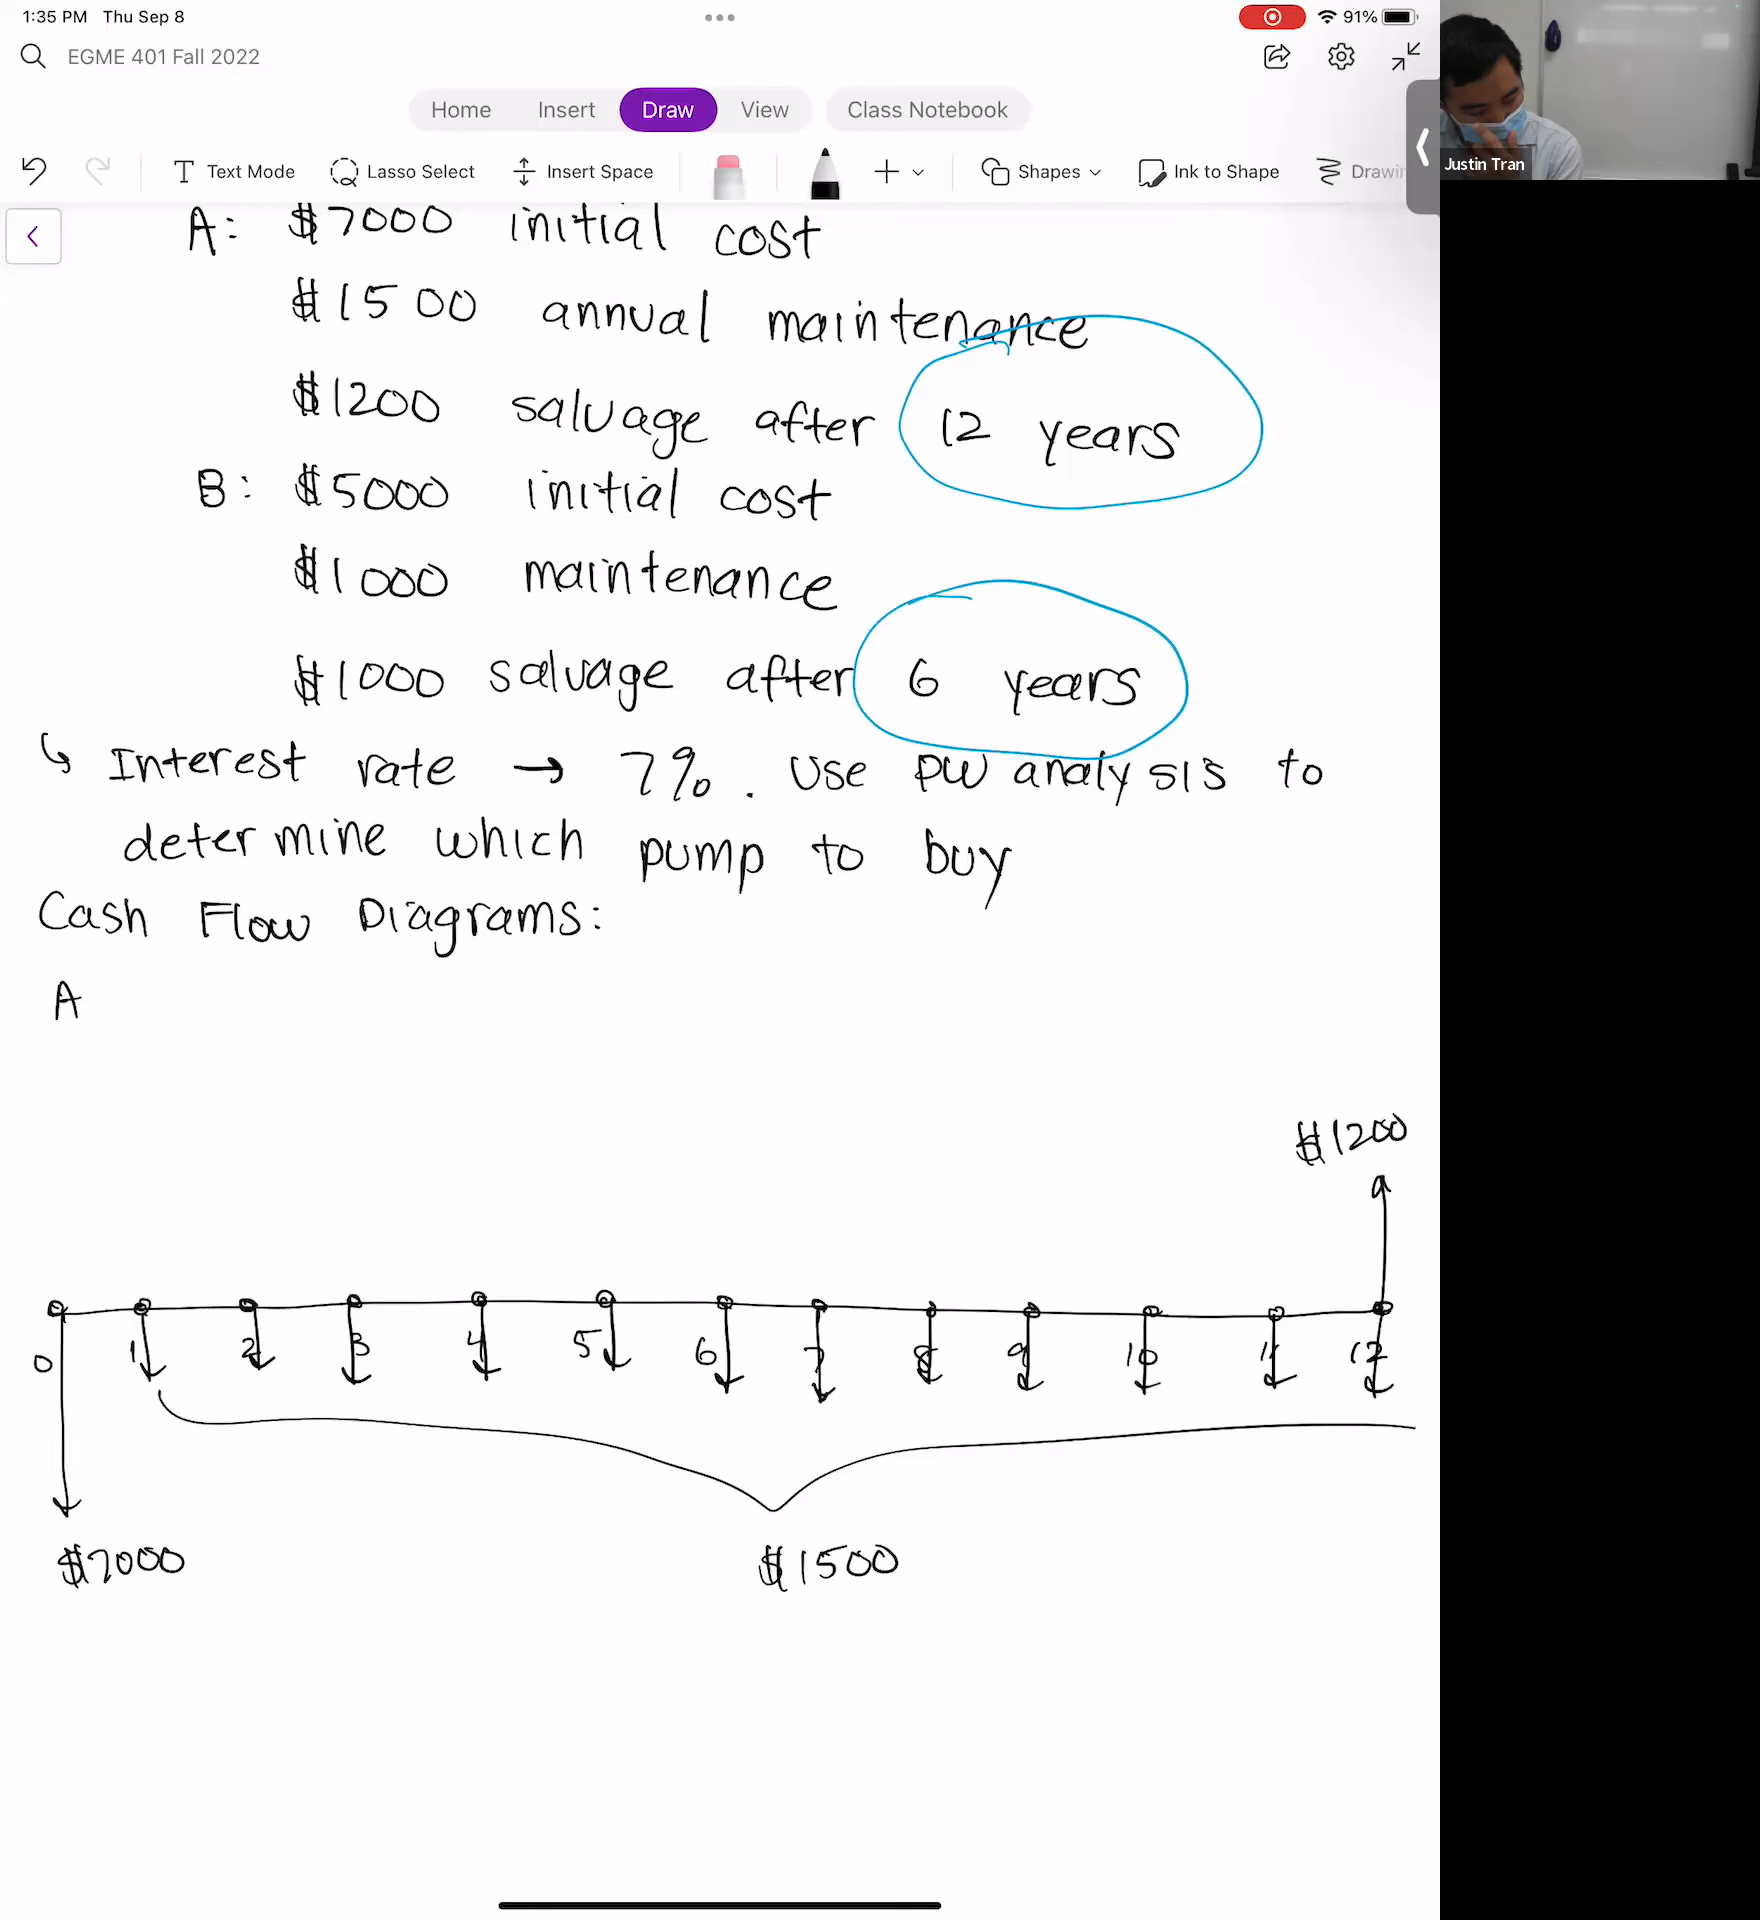 1:35 PM Thu Sep 8
91%
EGME 401 Fall 2022
Home Insert Draw View Class Notebook
Text Mode Lasso Select Insert Space Shapes Ink to Shape Drawi
Justin Tran
A: $7000 initial cost
$1500 annual maintenance
$1200 salvage after 12 years
B: $5000 initial cost
$1000 maintenance
$1000 salvage after 6 years
↳ Interest rate → 7%. Use PW analysis to
determine which pump to buy
Cash Flow Diagrams:
A
$1200
0 1 2 3 4 5 6 7 8 9 10 11 12
$7000
$1500